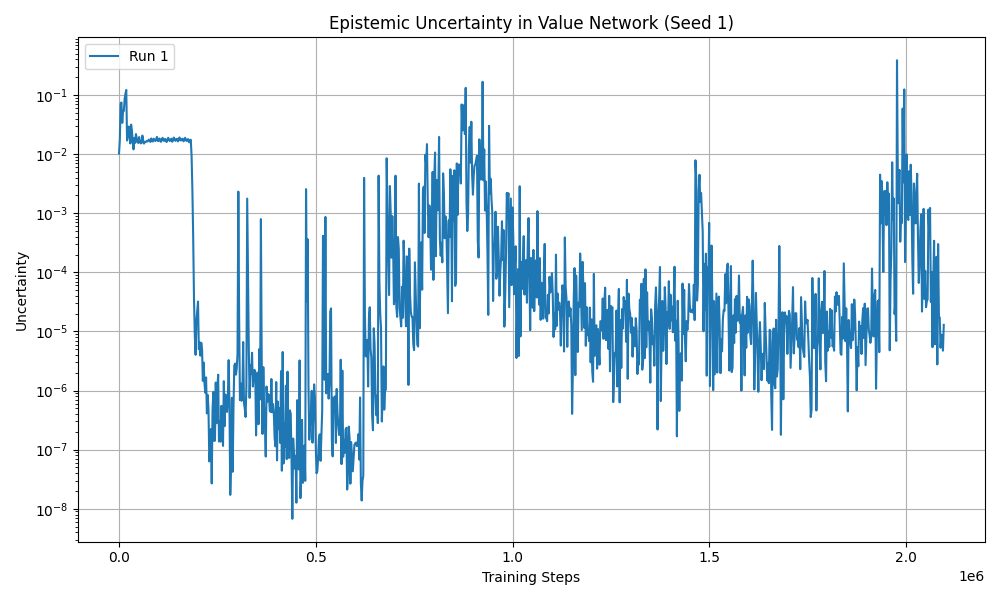 Epistemic Uncertainty in Value Network (Seed 1)
Run 1
Uncertainty
10⁻¹
10⁻²
10⁻³
10⁻⁴
10⁻⁵
10⁻⁶
10⁻⁷
10⁻⁸
0.0 0.5 1.0 1.5 2.0
1e6
Training Steps